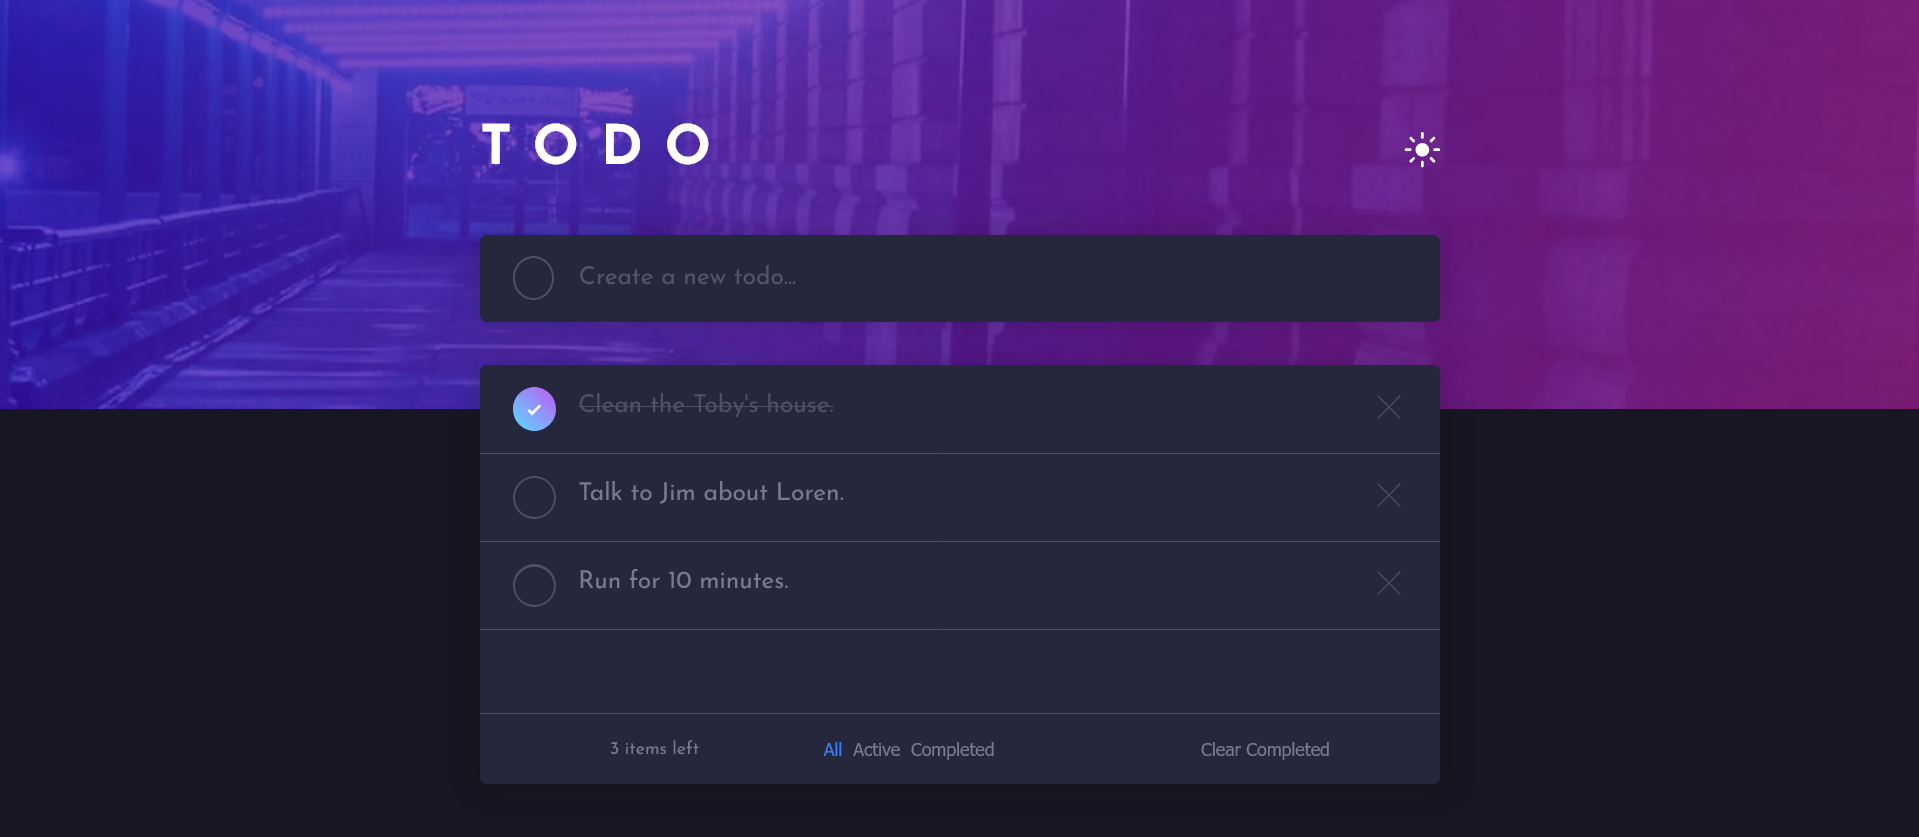 TODO
Create a new todo...
Clean the Toby's house.
Talk to Jim about Loren.
Run for 10 minutes.
3 items left
All Active Completed
Clear Completed